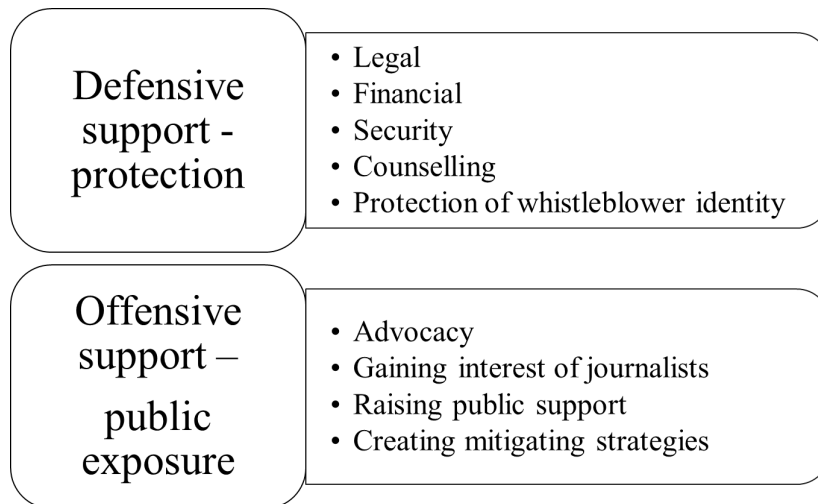 Defensive
support -
protection
• Legal
• Financial
• Security
• Counselling
• Protection of whistleblower identity
Offensive
support –
public
exposure
• Advocacy
• Gaining interest of journalists
• Raising public support
• Creating mitigating strategies